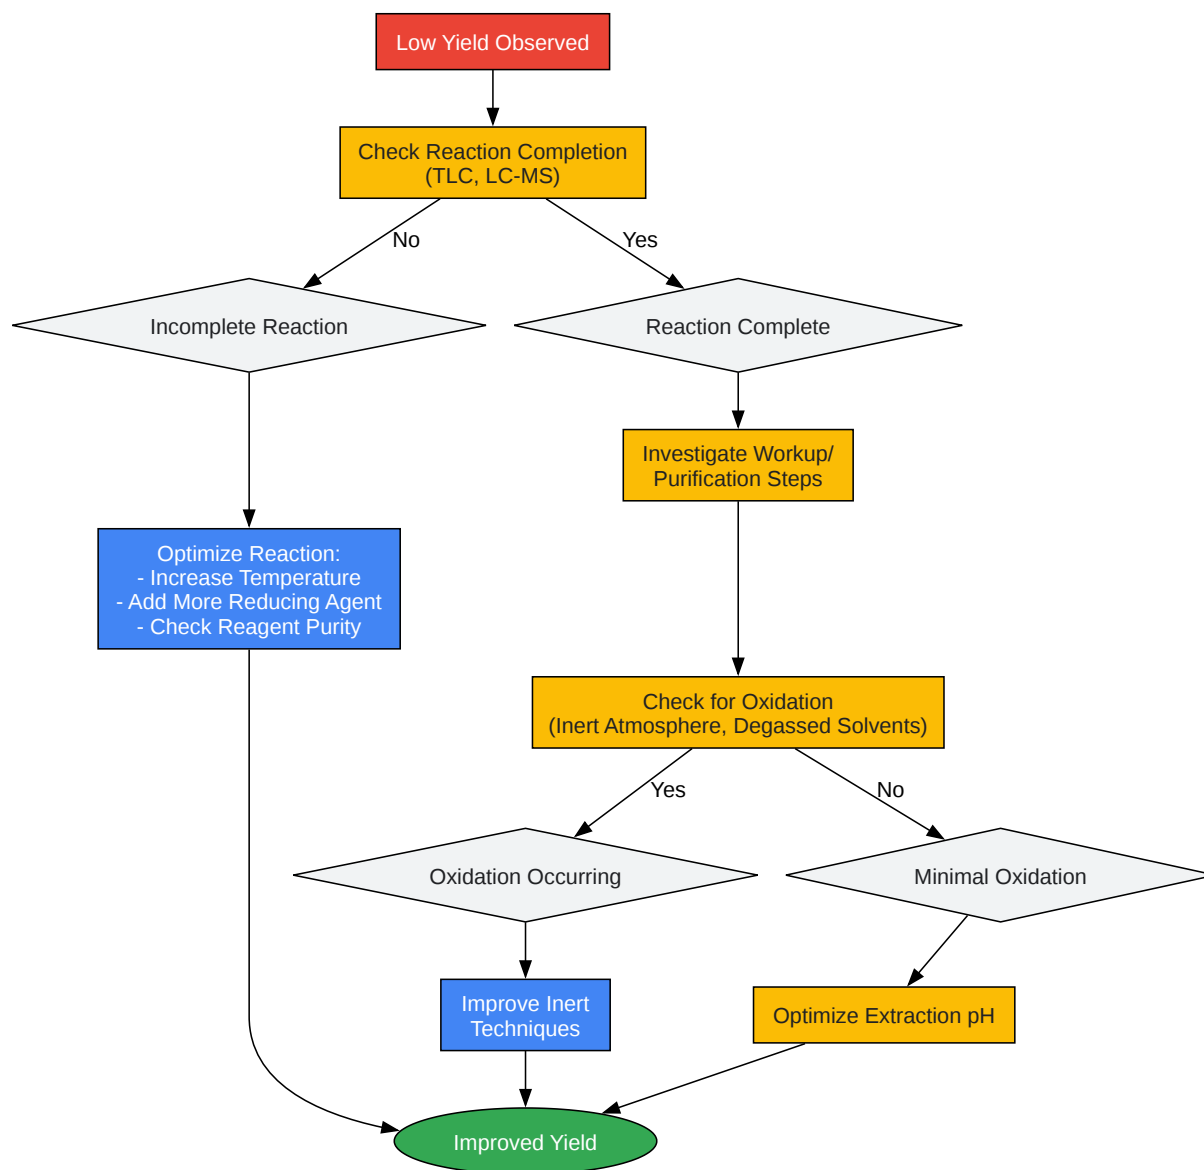 Low Yield Observed
Check Reaction Completion
(TLC, LC-MS)
No
Yes
Incomplete Reaction
Reaction Complete
Investigate Workup/
Purification Steps
Optimize Reaction:
- Increase Temperature
- Add More Reducing Agent
- Check Reagent Purity
Check for Oxidation
(Inert Atmosphere, Degassed Solvents)
Yes
No
Oxidation Occurring
Minimal Oxidation
Improve Inert
Techniques
Optimize Extraction pH
Improved Yield